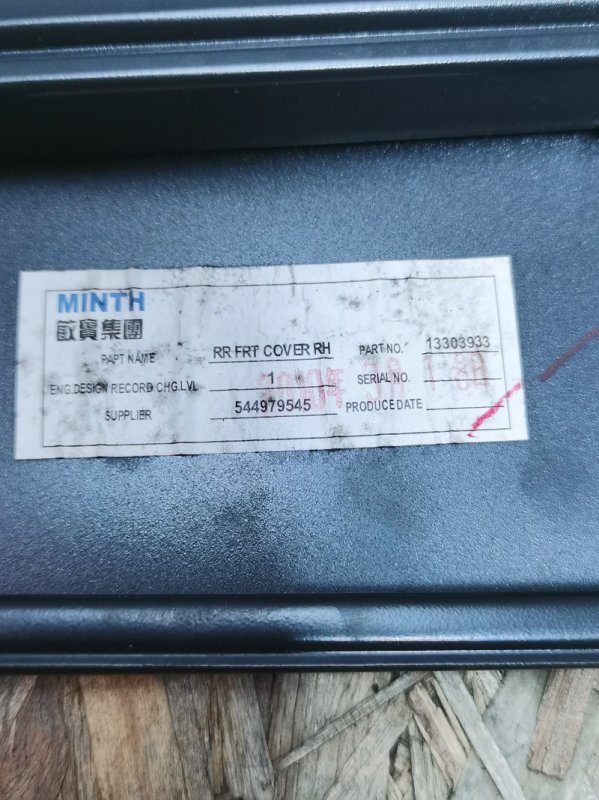 MINTH
敏實集團
PAPT NAME RR FRT COVER RH PART NO. 13303933
ENG.DESIGN RECORD CHG.LVL 1 SERIAL NO.
SUPPLIER 544979545 PRODUCE DATE